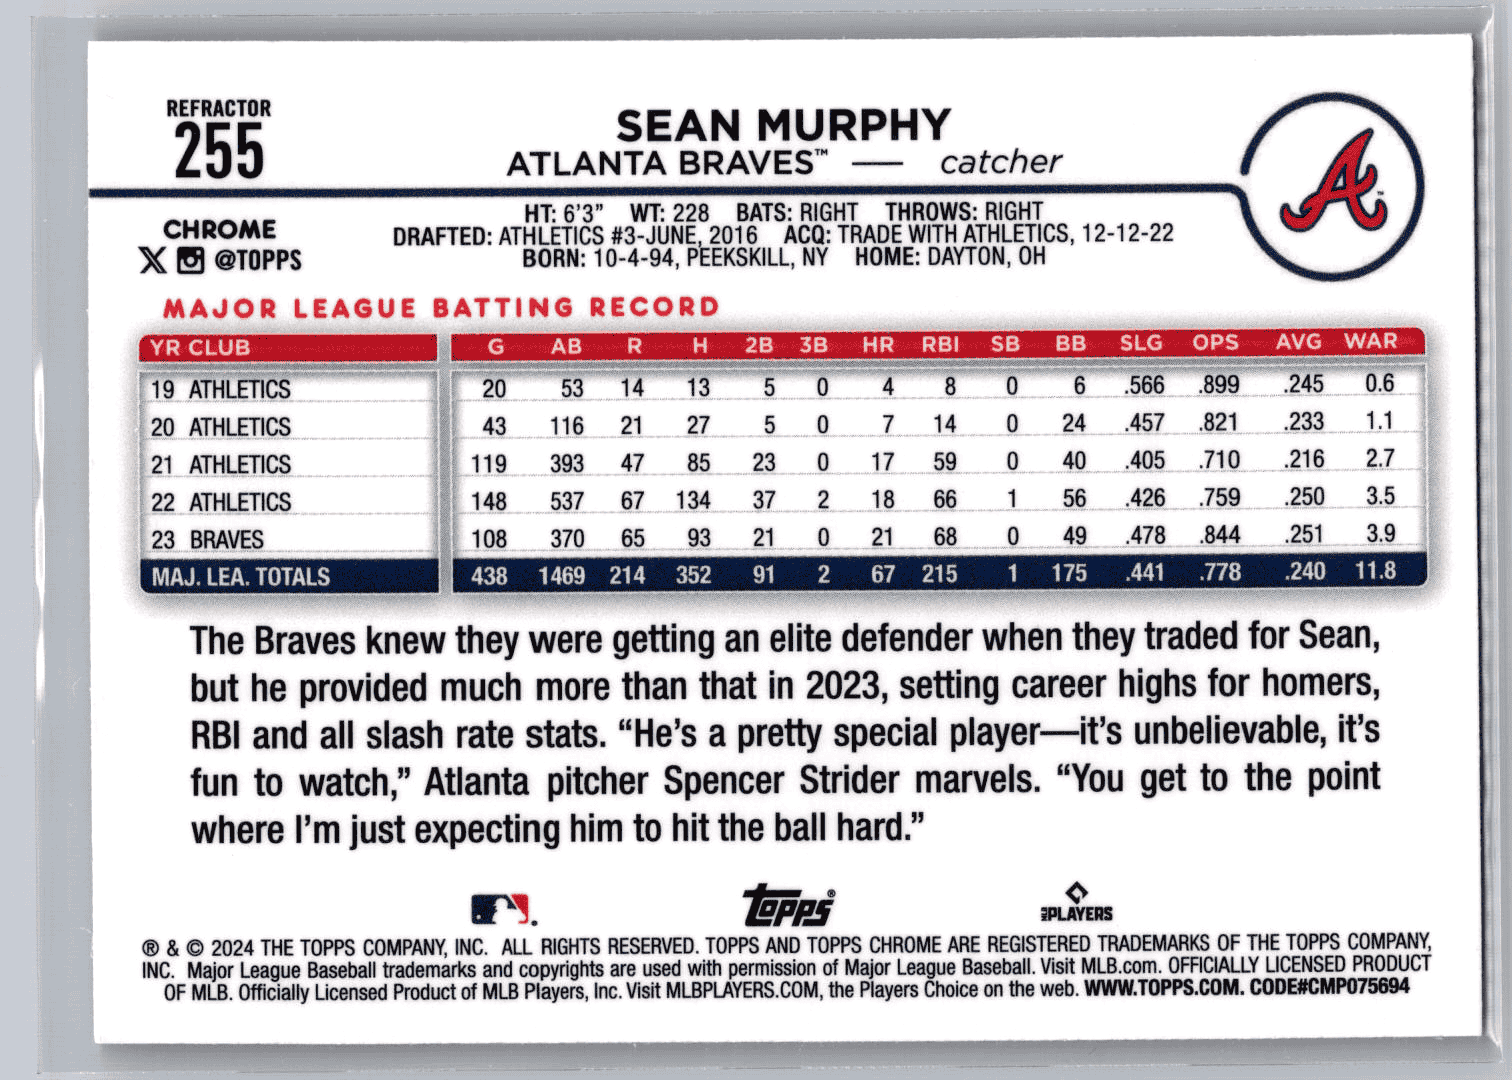 REFRACTOR
255
SEAN MURPHY
ATLANTA BRAVES™ — catcher
CHROME
@TOPPS
HT: 6'3” WT: 228 BATS: RIGHT THROWS: RIGHT
DRAFTED: ATHLETICS #3-JUNE, 2016 ACQ: TRADE WITH ATHLETICS, 12-12-22
BORN: 10-4-94, PEEKSKILL, NY HOME: DAYTON, OH
A
MAJOR LEAGUE BATTING RECORD
YR CLUB G AB R H 2B 3B HR RBI SB BB SLG OPS AVG WAR
19 ATHLETICS 20 53 14 13 5 0 4 8 0 6 .566 .899 .245 0.6
20 ATHLETICS 43 116 21 27 5 0 7 14 0 24 .457 .821 .233 1.1
21 ATHLETICS 119 393 47 85 23 0 17 59 0 40 .405 .710 .216 2.7
22 ATHLETICS 148 537 67 134 37 2 18 66 1 56 .426 .759 .250 3.5
23 BRAVES 108 370 65 93 21 0 21 68 0 49 .478 .844 .251 3.9
MAJ. LEA. TOTALS 438 1469 214 352 91 2 67 215 1 175 .441 .778 .240 11.8
The Braves knew they were getting an elite defender when they traded for Sean,
but he provided much more than that in 2023, setting career highs for homers,
RBI and all slash rate stats. “He's a pretty special player—it's unbelievable, it's
fun to watch,” Atlanta pitcher Spencer Strider marvels. “You get to the point
where I'm just expecting him to hit the ball hard.”
Topps®
MLB PLAYERS
® & © 2024 THE TOPPS COMPANY, INC. ALL RIGHTS RESERVED. TOPPS AND TOPPS CHROME ARE REGISTERED TRADEMARKS OF THE TOPPS COMPANY,
INC. Major League Baseball trademarks and copyrights are used with permission of Major League Baseball. Visit MLB.com. OFFICIALLY LICENSED PRODUCT
OF MLB. Officially Licensed Product of MLB Players, Inc. Visit MLBPLAYERS.COM, the Players Choice on the web. WWW.TOPPS.COM. CODE#CMP075694